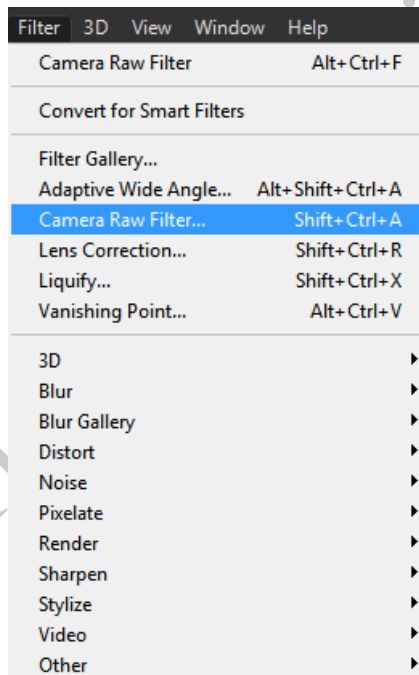 Filter 3D View Window Help
Camera Raw Filter Alt+Ctrl+F
Convert for Smart Filters
Filter Gallery...
Adaptive Wide Angle... Alt+Shift+Ctrl+A
Camera Raw Filter... Shift+Ctrl+A
Lens Correction... Shift+Ctrl+R
Liquify... Shift+Ctrl+X
Vanishing Point... Alt+Ctrl+V
3D
Blur
Blur Gallery
Distort
Noise
Pixelate
Render
Sharpen
Stylize
Video
Other